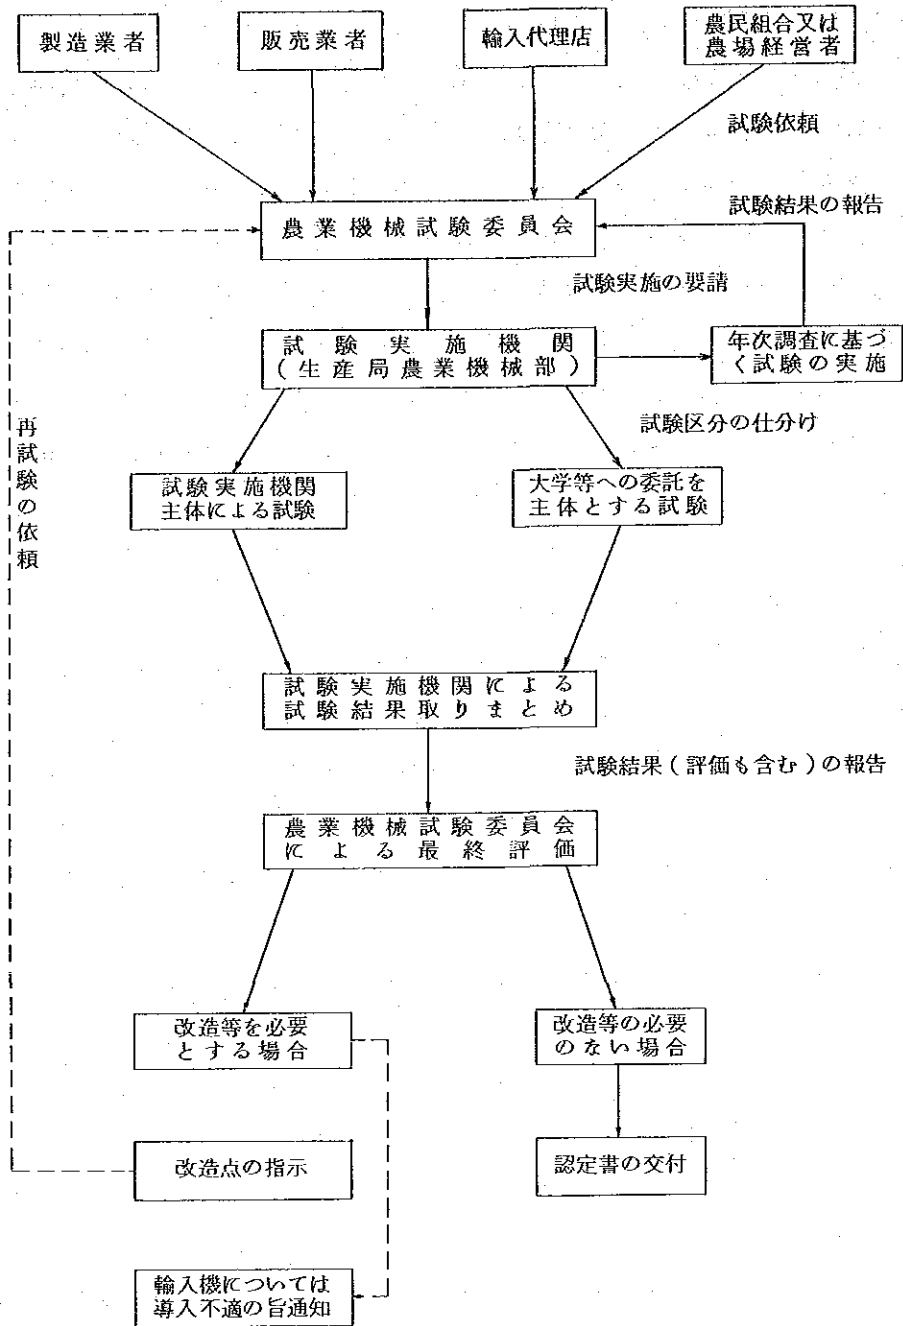 製造業者
販売業者
輸入代理店
農民組合又は
農場経営者
試験依頼
試験結果の報告
農業機械試験委員会
試験実施の要請
試験実施機関
(生産局農業機械部)
年次調査に基づ
く試験の実施
試験区分の仕分け
再試験の依頼
試験実施機関
主体による試験
大学等への委託を
主体とする試験
試験実施機関による
試験結果取りまとめ
試験結果(評価も含む)の報告
農業機械試験委員会
による最終評価
改造等を必要
とする場合
改造等の必要
のない場合
改造点の指示
認定書の交付
輸入機については
導入不適の旨通知